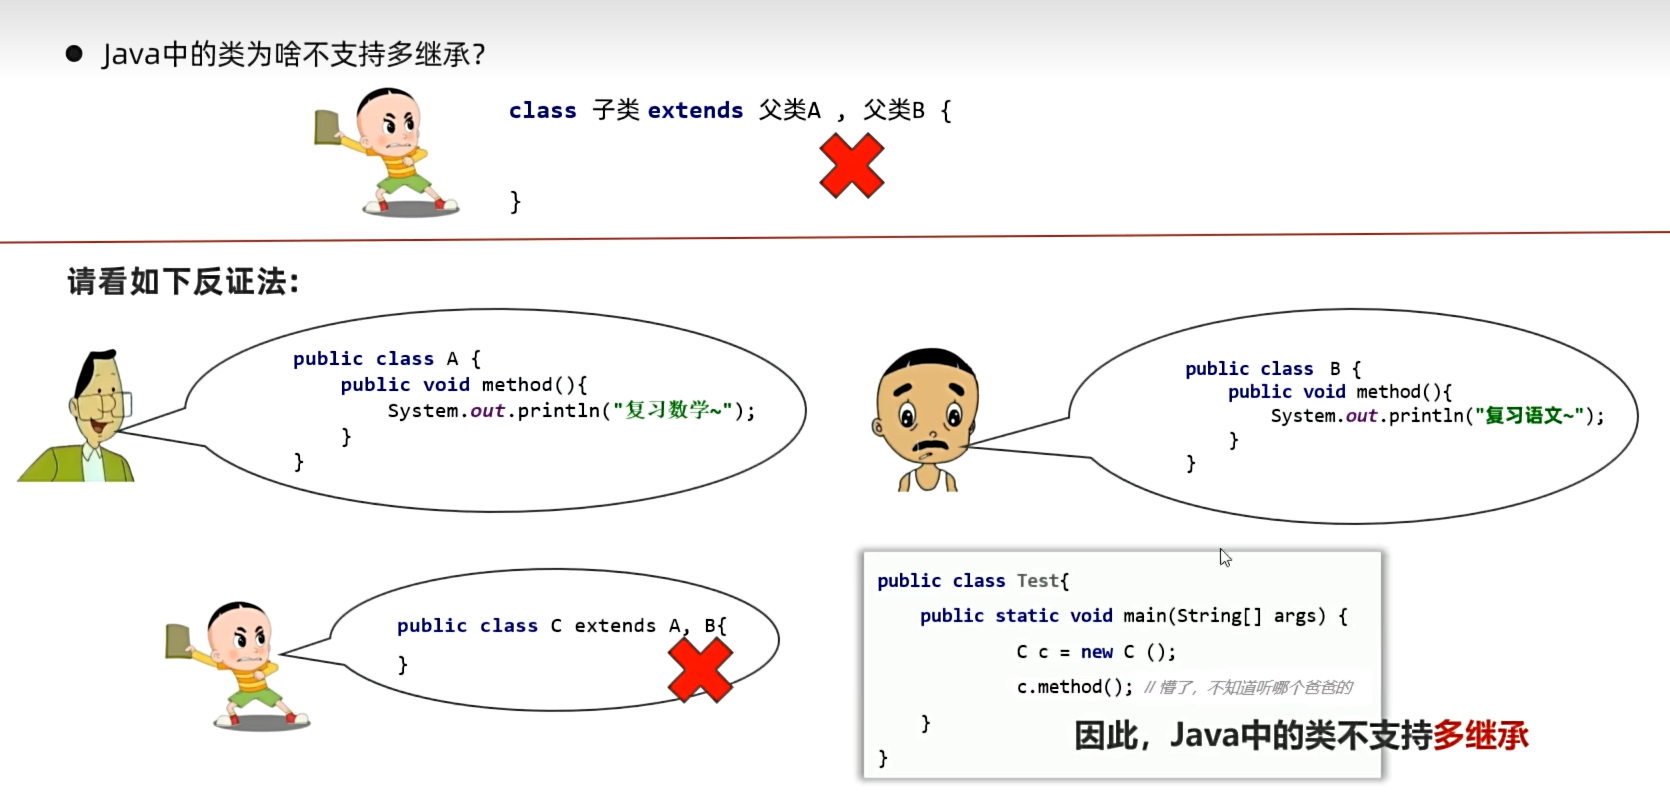 ● Java中的类为啥不支持多继承?
class 子类 extends 父类A , 父类B {
}
请看如下反证法:
public class A {
public void method(){
System.out.println("复习数学~");
}
}
public class B {
public void method(){
System.out.println("复习语文~");
}
}
public class C extends A, B{
}
public class Test{
public static void main(String[] args) {
C c = new C ();
c.method(); // 懵了, 不知道听哪个爸爸的
}
}
因此, Java中的类不支持多继承